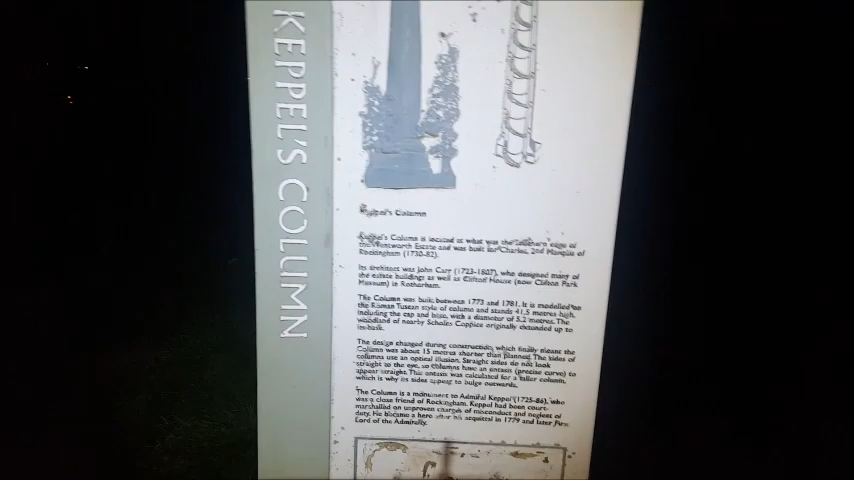 KEPPEL'S COLUMN
Keppel's Column
Keppel's Column is located at what was the southern edge of
the Wentworth Estate and was built for Charles, 2nd Marquis of
Rockingham (1730-82).
Its architect was John Carr (1723-1807), who designed many of
the estate buildings as well as Clifton House (now Clifton Park
Museum) in Rotherham.
The Column was built between 1773 and 1781. It is modelled on
the Roman Tuscan style of column and stands 41.5 metres high,
including the cap and base, with a diameter of 5.2 metres. The
woodland of nearby Scholes Coppice originally extended up to
its base.
The design changed during construction, which finally means the
Column was about 15 metres shorter than planned. The sides of
columns use an optical illusion. Straight sides do not look
straight to the eye, so columns have an entasis (precise curve) to
appear straight. This entasis was calculated for a taller column,
which is why its sides appear to bulge outwards.
The Column is a monument to Admiral Keppel (1725-86), who
was a close friend of Rockingham. Keppel had been court-
marshalled on unproven charges of misconduct and neglect of
duty. He became a hero after his acquittal in 1779 and later First
Lord of the Admiralty.